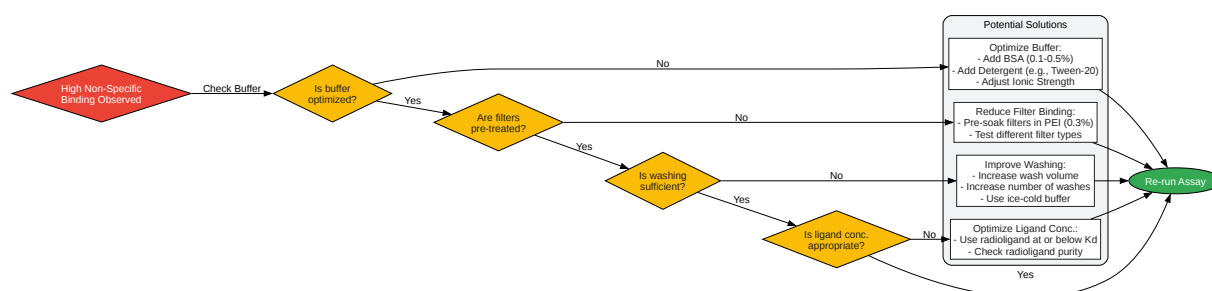 Potential Solutions
High Non-Specific
Binding Observed
Check Buffer
Is buffer
optimized?
No
Optimize Buffer:
- Add BSA (0.1-0.5%)
- Add Detergent (e.g., Tween-20)
- Adjust Ionic Strength
Yes
Are filters
pre-treated?
No
Reduce Filter Binding:
- Pre-soak filters in PEI (0.3%)
- Test different filter types
Yes
Is washing
sufficient?
No
Improve Washing:
- Increase wash volume
- Increase number of washes
- Use ice-cold buffer
Re-run Assay
Yes
Is ligand conc.
appropriate?
No
Optimize Ligand Conc.:
- Use radioligand at or below Kd
- Check radioligand purity
Yes